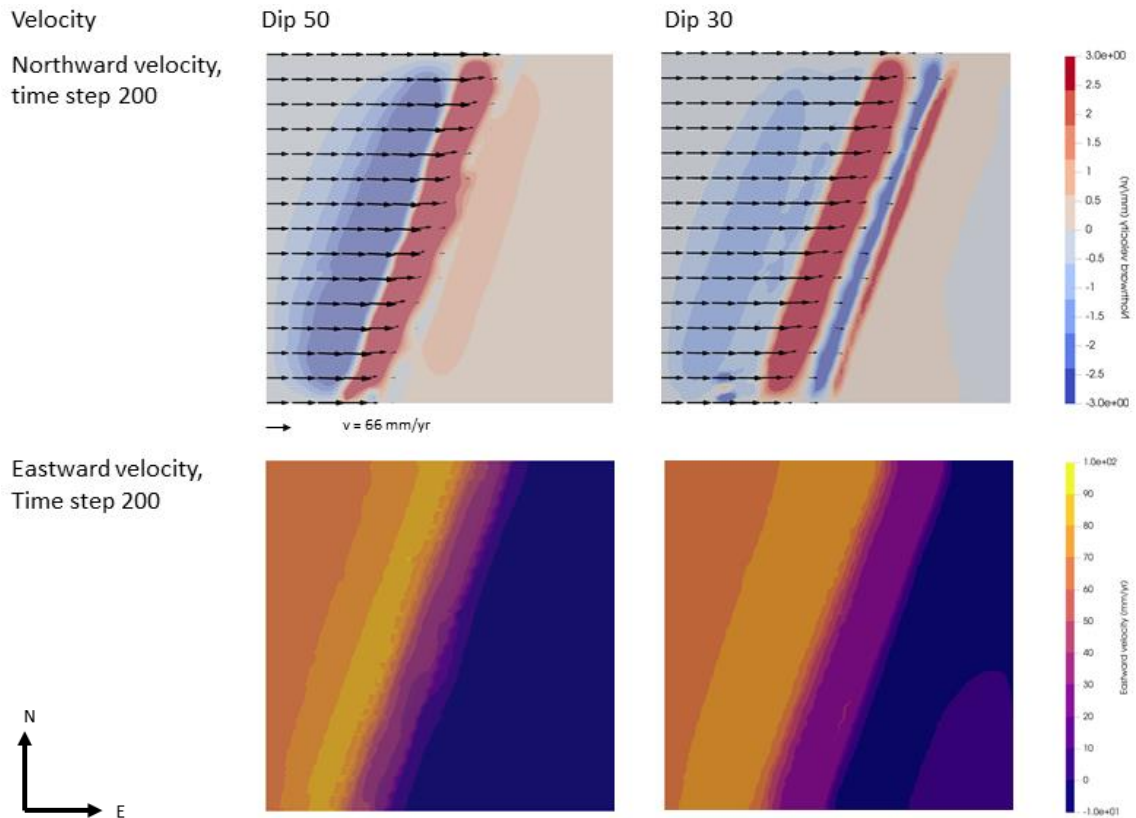 Velocity
Dip 50
Dip 30
Northward velocity,
time step 200
3.0e+00
2.5
2
1.5
1
0.5
0
-0.5
-1
-1.5
-2
-2.5
-3.0e+00
Northward velocity (mm/yr)
v = 66 mm/yr
Eastward velocity,
Time step 200
1.0e+02
90
80
70
60
50
40
30
20
10
0
-1.0e+01
Eastward velocity (mm/yr)
N
E